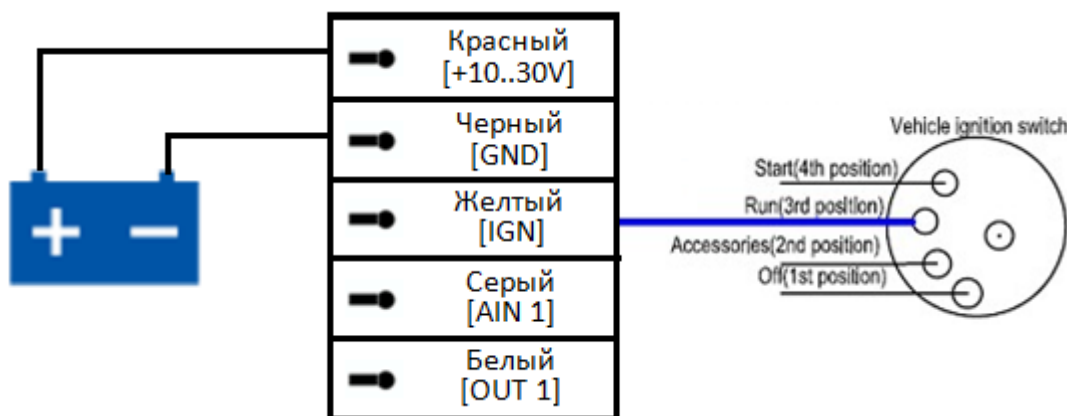 Красный
[+10..30V]
Черный
[GND]
Желтый
[IGN]
Серый
[AIN 1]
Белый
[OUT 1]
Vehicle ignition switch
Start(4th position)
Run(3rd position)
Accessories(2nd position)
Off(1st position)